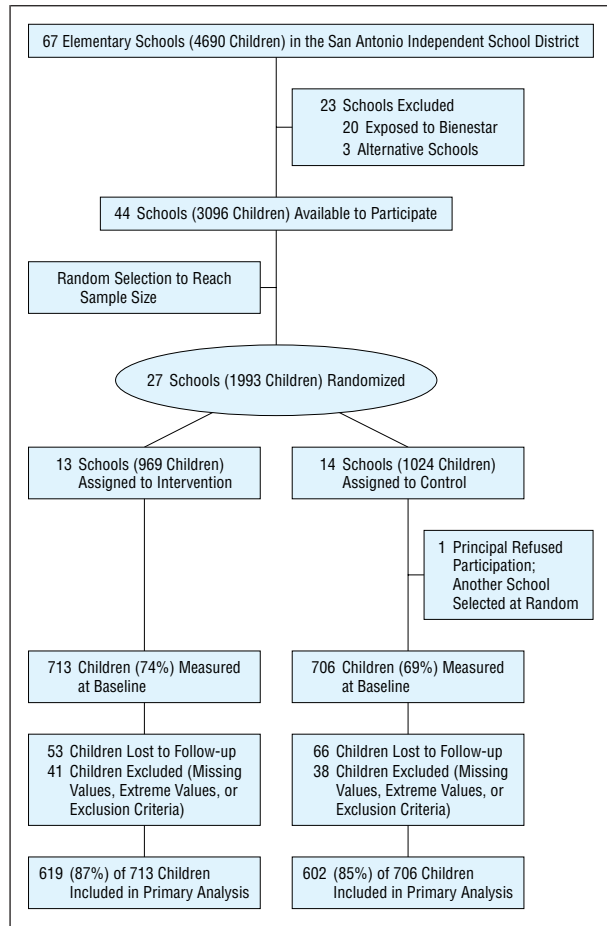 67 Elementary Schools (4690 Children) in the San Antonio Independent School District
23 Schools Excluded
20 Exposed to Bienestar
3 Alternative Schools
44 Schools (3096 Children) Available to Participate
Random Selection to Reach
Sample Size
27 Schools (1993 Children) Randomized
13 Schools (969 Children)
Assigned to Intervention
14 Schools (1024 Children)
Assigned to Control
1 Principal Refused
Participation;
Another School
Selected at Random
713 Children (74%) Measured
at Baseline
706 Children (69%) Measured
at Baseline
53 Children Lost to Follow-up
41 Children Excluded (Missing
Values, Extreme Values, or
Exclusion Criteria)
66 Children Lost to Follow-up
38 Children Excluded (Missing
Values, Extreme Values, or
Exclusion Criteria)
619 (87%) of 713 Children
Included in Primary Analysis
602 (85%) of 706 Children
Included in Primary Analysis